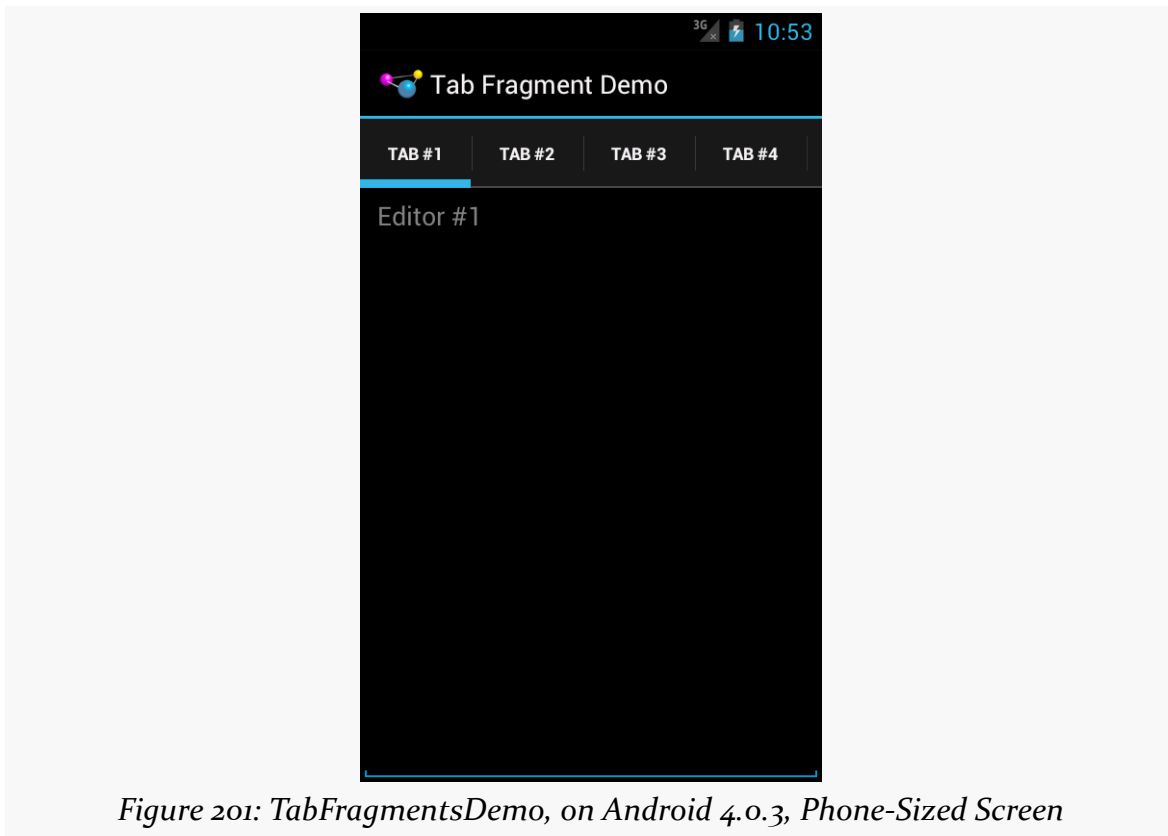 3G 10:53
Tab Fragment Demo
TAB #1 TAB #2 TAB #3 TAB #4
Editor #1
Figure 201: TabFragmentsDemo, on Android 4.0.3, Phone-Sized Screen